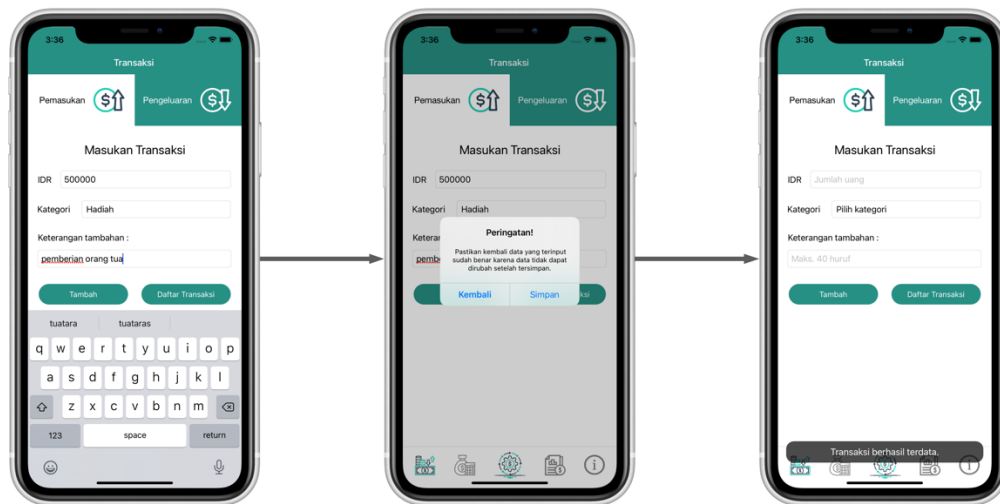 3:36
Transaksi
Pemasukan
Pengeluaran
Masukan Transaksi
IDR 500000
Kategori Hadiah
Keterangan tambahan :
pemberian orang tua
Tambah Daftar Transaksi
tuatara tuataras
q w e r t y u i o p
a s d f g h j k l
z x c v b n m
123 space return
3:36
Transaksi
Pemasukan
Pengeluaran
Masukan Transaksi
IDR 500000
Kategori Hadiah
Keterar
pembe
Peringatan!
Pastikan kembali data yang terinput
sudah benar karena data tidak dapat
dirubah setelah tersimpan.
Kembali Simpan
ksi
3:36
Transaksi
Pemasukan
Pengeluaran
Masukan Transaksi
IDR Jumlah uang
Kategori Pilih kategori
Keterangan tambahan :
Maks. 40 huruf
Tambah Daftar Transaksi
Transaksi berhasil terdata.